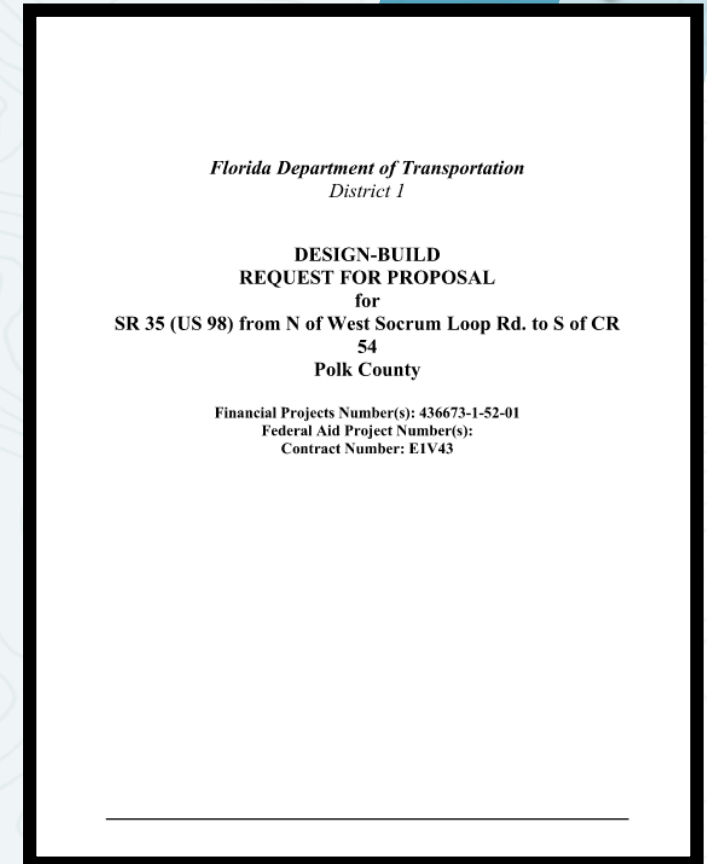 Florida Department of Transportation
District 1
DESIGN-BUILD
REQUEST FOR PROPOSAL
for
SR 35 (US 98) from N of West Socrum Loop Rd. to S of CR
54
Polk County
Financial Projects Number(s): 436673-1-52-01
Federal Aid Project Number(s):
Contract Number: E1V43